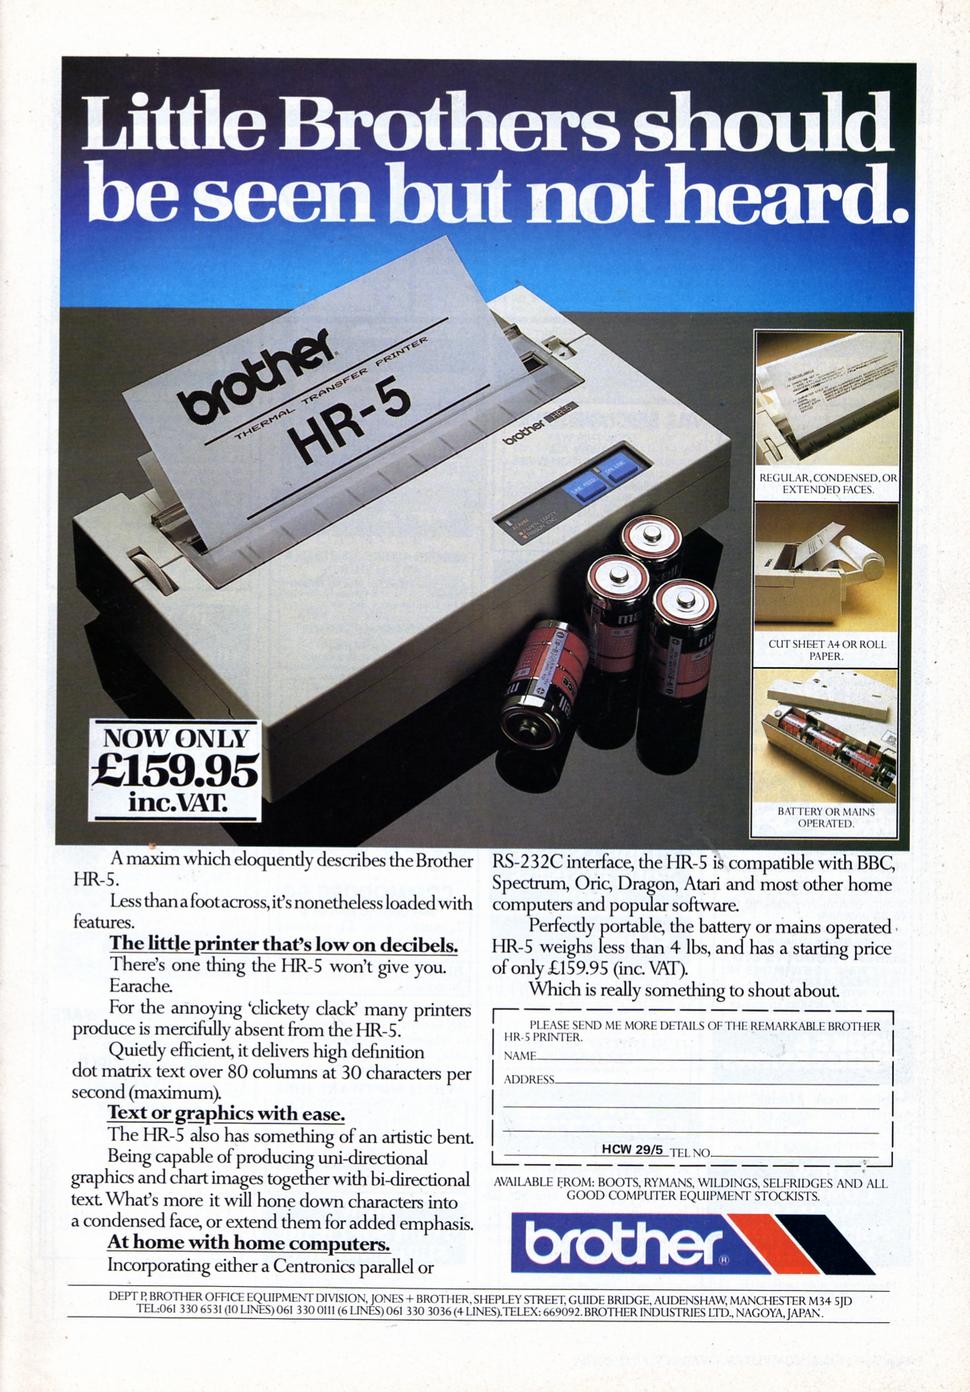 Little Brothers should
be seen but not heard.
brother
THERMAL TRANSFER PRINTER
HR-5
brother HR-5
LINE FEED
ON LINE
ALARM
REGULAR, CONDENSED, OR
EXTENDED FACES.
CUT SHEET A4 OR ROLL
PAPER.
BATTERY OR MAINS
OPERATED.
NOW ONLY
£159.95
inc.VAT.
A maxim which eloquently describes the Brother
HR-5.
Less than a foot across, it's nonetheless loaded with
features.
The little printer that's low on decibels.
There's one thing the HR-5 won't give you.
Earache.
For the annoying 'clickety clack' many printers
produce is mercifully absent from the HR-5.
Quietly efficient, it delivers high definition
dot matrix text over 80 columns at 30 characters per
second (maximum).
Text or graphics with ease.
The HR-5 also has something of an artistic bent.
Being capable of producing uni-directional
graphics and chart images together with bi-directional
text. What's more it will hone down characters into
a condensed face, or extend them for added emphasis.
At home with home computers.
Incorporating either a Centronics parallel or
RS-232C interface, the HR-5 is compatible with BBC,
Spectrum, Oric, Dragon, Atari and most other home
computers and popular software.
Perfectly portable, the battery or mains operated
HR-5 weighs less than 4 lbs, and has a starting price
of only £159.95 (inc. VAT).
Which is really something to shout about.
PLEASE SEND ME MORE DETAILS OF THE REMARKABLE BROTHER
HR-5 PRINTER.
NAME
ADDRESS
HCW 29/5 TEL NO.
AVAILABLE FROM: BOOTS, RYMANS, WILDINGS, SELFRIDGES AND ALL
GOOD COMPUTER EQUIPMENT STOCKISTS.
brother®
DEPT P, BROTHER OFFICE EQUIPMENT DIVISION, JONES + BROTHER, SHEPLEY STREET, GUIDE BRIDGE, AUDENSHAW, MANCHESTER M34 5JD
TEL:061 330 6531 (10 LINES) 061 330 0111 (6 LINES) 061 330 3036 (4 LINES). TELEX: 669092. BROTHER INDUSTRIES LTD., NAGOYA, JAPAN.